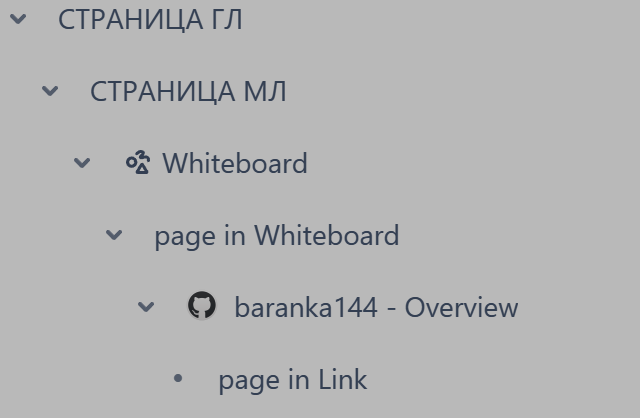 СТРАНИЦА ГЛ
СТРАНИЦА МЛ
Whiteboard
page in Whiteboard
baranka144 - Overview
page in Link